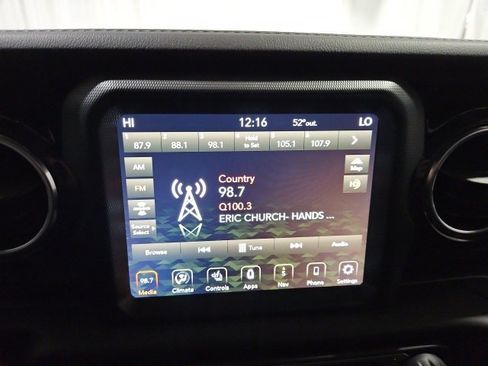 HI 12:16 52°out. LO
87.9 88.1 98.1 Hold to Set 105.1 107.9
AM
Map
FM
Country
98.7
Q100.3
ERIC CHURCH- HANDS ...
Source Select
Browse Tune Audio
98.7
Media Climate Controls Apps Nav Phone Settings